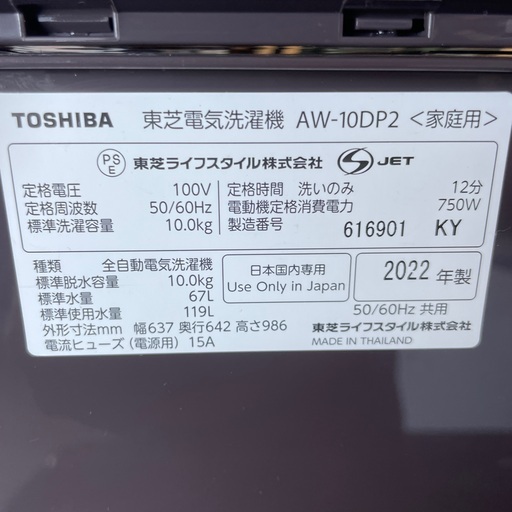 TOSHIBA 東芝電気洗濯機 AW-10DP2 <家庭用>
PSE 東芝ライフスタイル株式会社 S JET
定格電圧 100V
定格周波数 50/60Hz
標準洗濯容量 10.0kg
定格時間 洗いのみ 12分
電動機定格消費電力 750W
製造番号 616901 KY
種類 全自動電気洗濯機
標準脱水容量 10.0kg
標準水量 67L
標準使用水量 119L
外形寸法mm 幅637 奥行642 高さ986
電流ヒューズ(電源用) 15A
日本国内専用
Use Only in Japan
2022年製
50/60Hz 共用
東芝ライフスタイル株式会社
MADE IN THAILAND